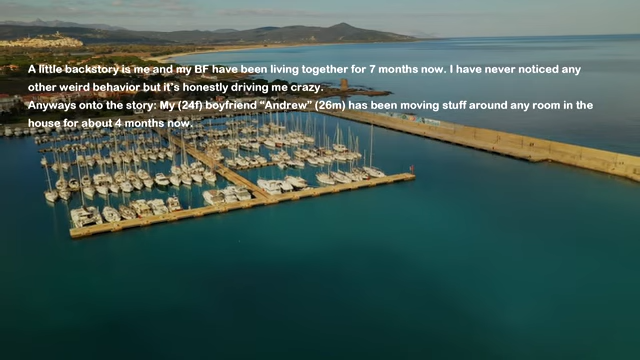 A little backstory is me and my BF have been living together for 7 months now. I have never noticed any
other weird behavior but it's honestly driving me crazy.
Anyways onto the story: My (24f) boyfriend "Andrew" (26m) has been moving stuff around any room in the
house for about 4 months now.